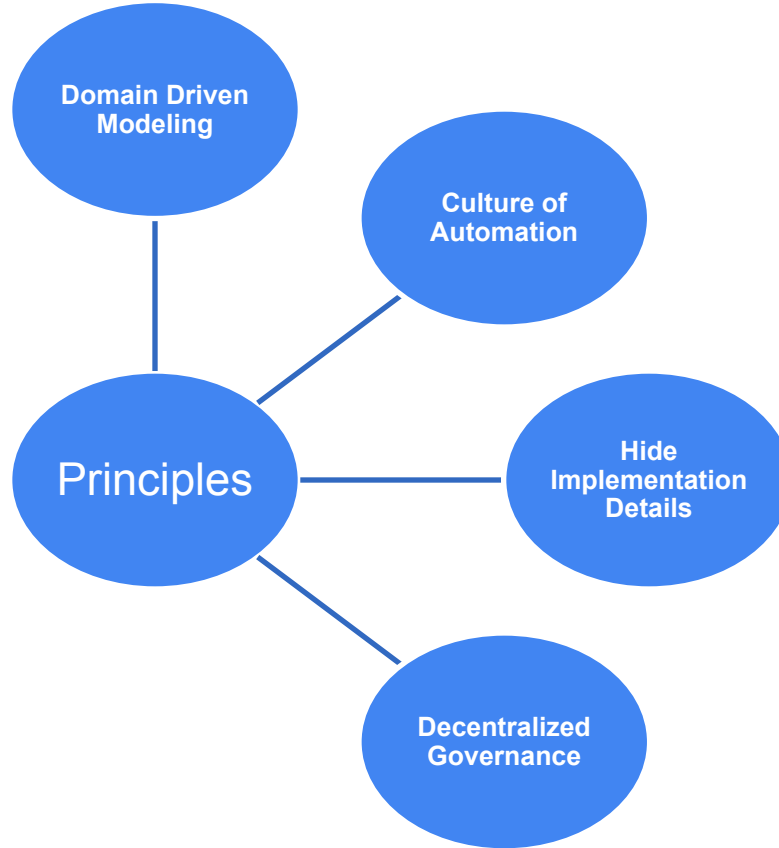 Domain Driven
Modeling
Culture of
Automation
Principles
Hide
Implementation
Details
Decentralized
Governance